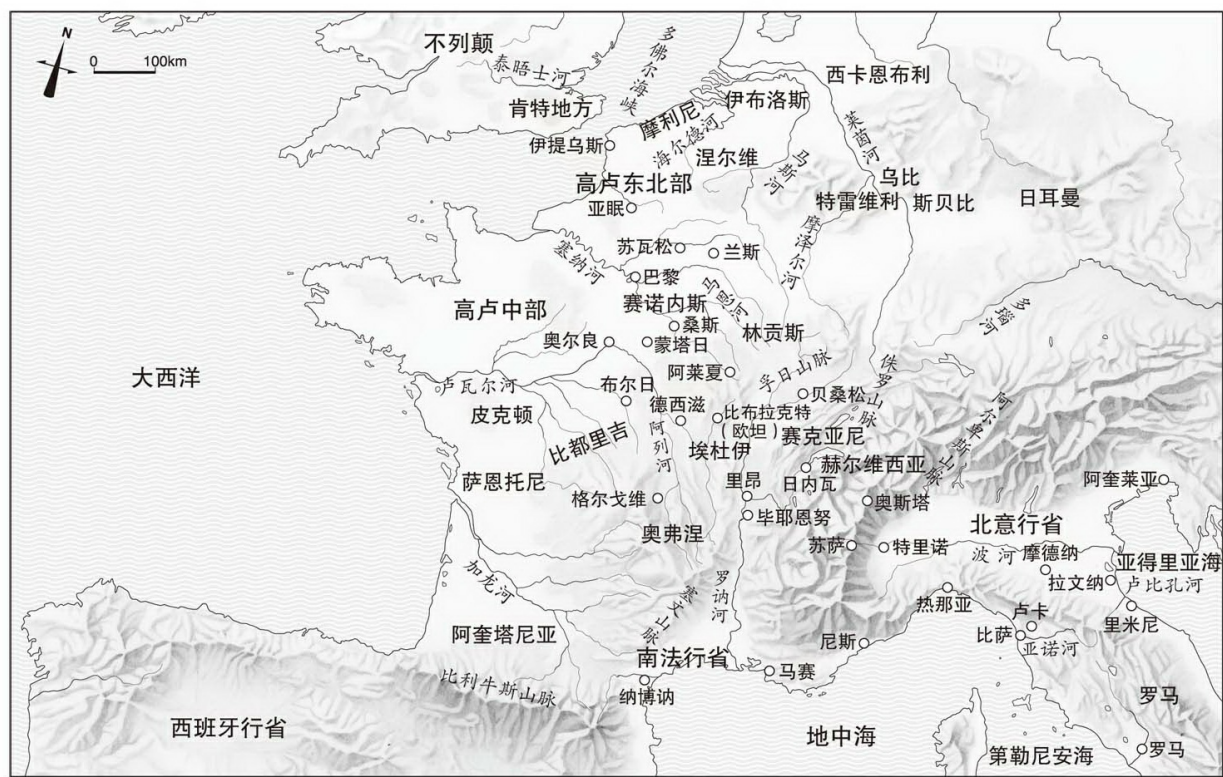 N
0 100km
不列颠
泰晤士河
多佛尔海峡
肯特地方
伊提乌斯
摩利尼
海尔德河
伊布洛斯
西卡恩布利
莱茵河
涅尔维
马斯河
高卢东北部
亚眠
乌比
特雷维利
斯贝比
日耳曼
摩泽尔河
苏瓦松
兰斯
塞纳河
巴黎
马恩河
高卢中部
赛诺内斯
桑斯
林贡斯
多瑙河
奥尔良
蒙塔日
阿莱夏
孚日山脉
侏罗山脉
大西洋
卢瓦尔河
布尔日
贝桑松
阿尔卑斯山脉
皮克顿
德西滋
比布拉克特
(欧坦)
赛克亚尼
比都里吉
阿列河
埃杜伊
赫尔维西亚
日内瓦
萨恩托尼
格尔戈维
里昂
奥斯塔
阿奎莱亚
毕耶恩努
奥弗涅
北意行省
苏萨
特里诺
波河
摩德纳
亚得里亚海
拉文纳
卢比孔河
加龙河
塞文山脉
罗讷河
热那亚
卢卡
里米尼
阿奎塔尼亚
尼斯
比萨
亚诺河
南法行省
马赛
比利牛斯山脉
纳博讷
罗马
西班牙行省
地中海
第勒尼安海
罗马